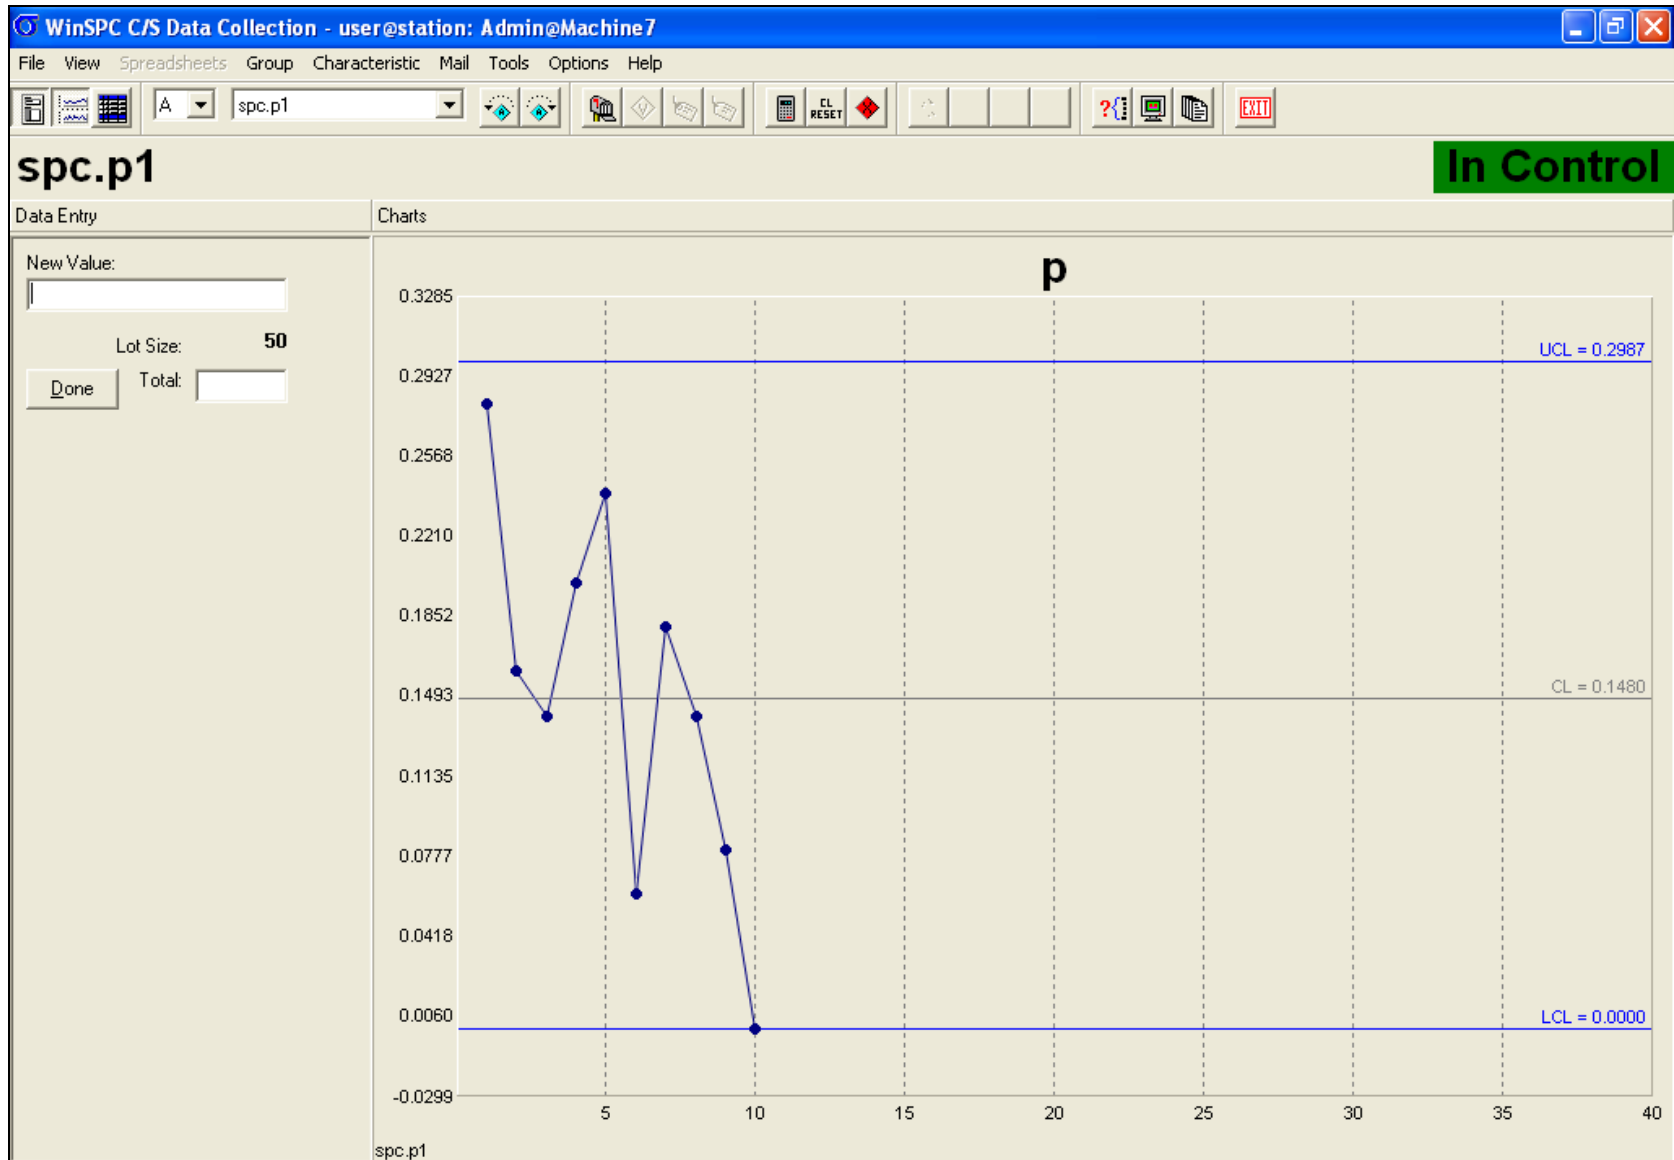 WinSPC C/S Data Collection - user@station: Admin@Machine7
File View Spreadsheets Group Characteristic Mail Tools Options Help
A spc.p1 CL RESET ?{ EXIT
spc.p1 In Control
Data Entry Charts
New Value:
Lot Size: 50
Done Total:
p
0.3285
UCL = 0.2987
0.2927
0.2568
0.2210
0.1852
0.1493
CL = 0.1480
0.1135
0.0777
0.0418
0.0060
LCL = 0.0000
-0.0299
5 10 15 20 25 30 35 40
spc.p1